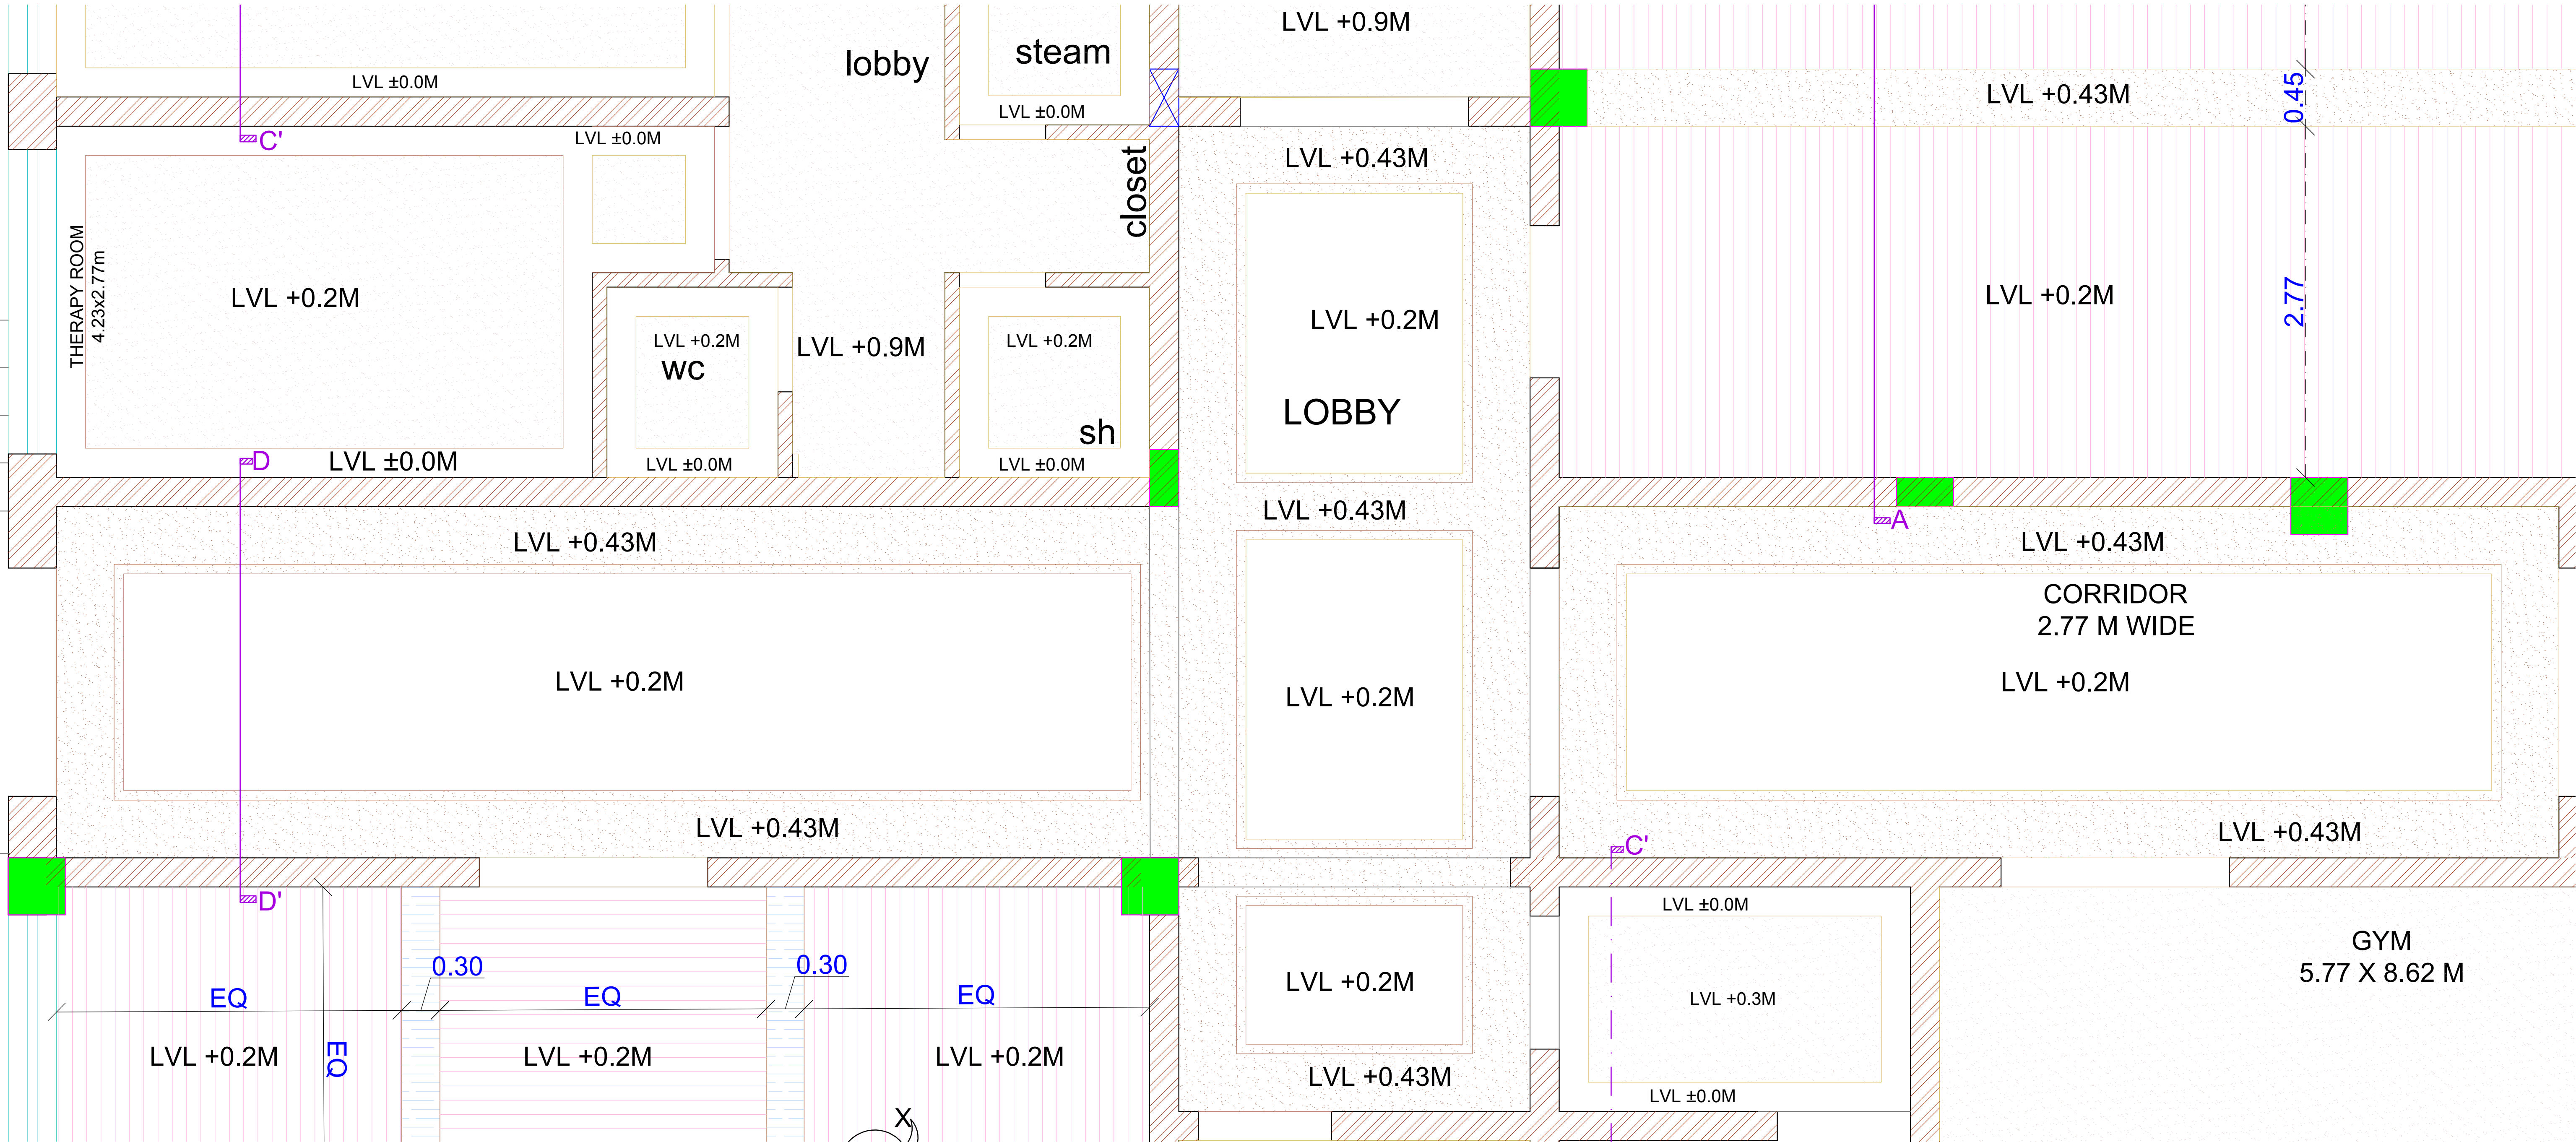 LVL +0.9M
steam
lobby
LVL ±0.0M
LVL +0.43M
0.45
LVL ±0.0M
C'
LVL ±0.0M
LVL +0.43M
closet
THERAPY ROOM
4.23x2.77m
LVL +0.2M
LVL +0.2M
2.77
LVL +0.2M
LVL +0.2M
wc
LVL +0.9M
LVL +0.2M
LOBBY
sh
D
LVL ±0.0M
LVL ±0.0M
LVL ±0.0M
LVL +0.43M
A
LVL +0.43M
LVL +0.43M
CORRIDOR
2.77 M WIDE
LVL +0.2M
LVL +0.2M
LVL +0.2M
LVL +0.43M
LVL +0.43M
C'
D'
LVL ±0.0M
GYM
5.77 X 8.62 M
0.30
0.30
EQ
EQ
EQ
LVL +0.2M
LVL +0.3M
LVL +0.2M
EQ
LVL +0.2M
LVL +0.2M
LVL +0.43M
LVL ±0.0M
X